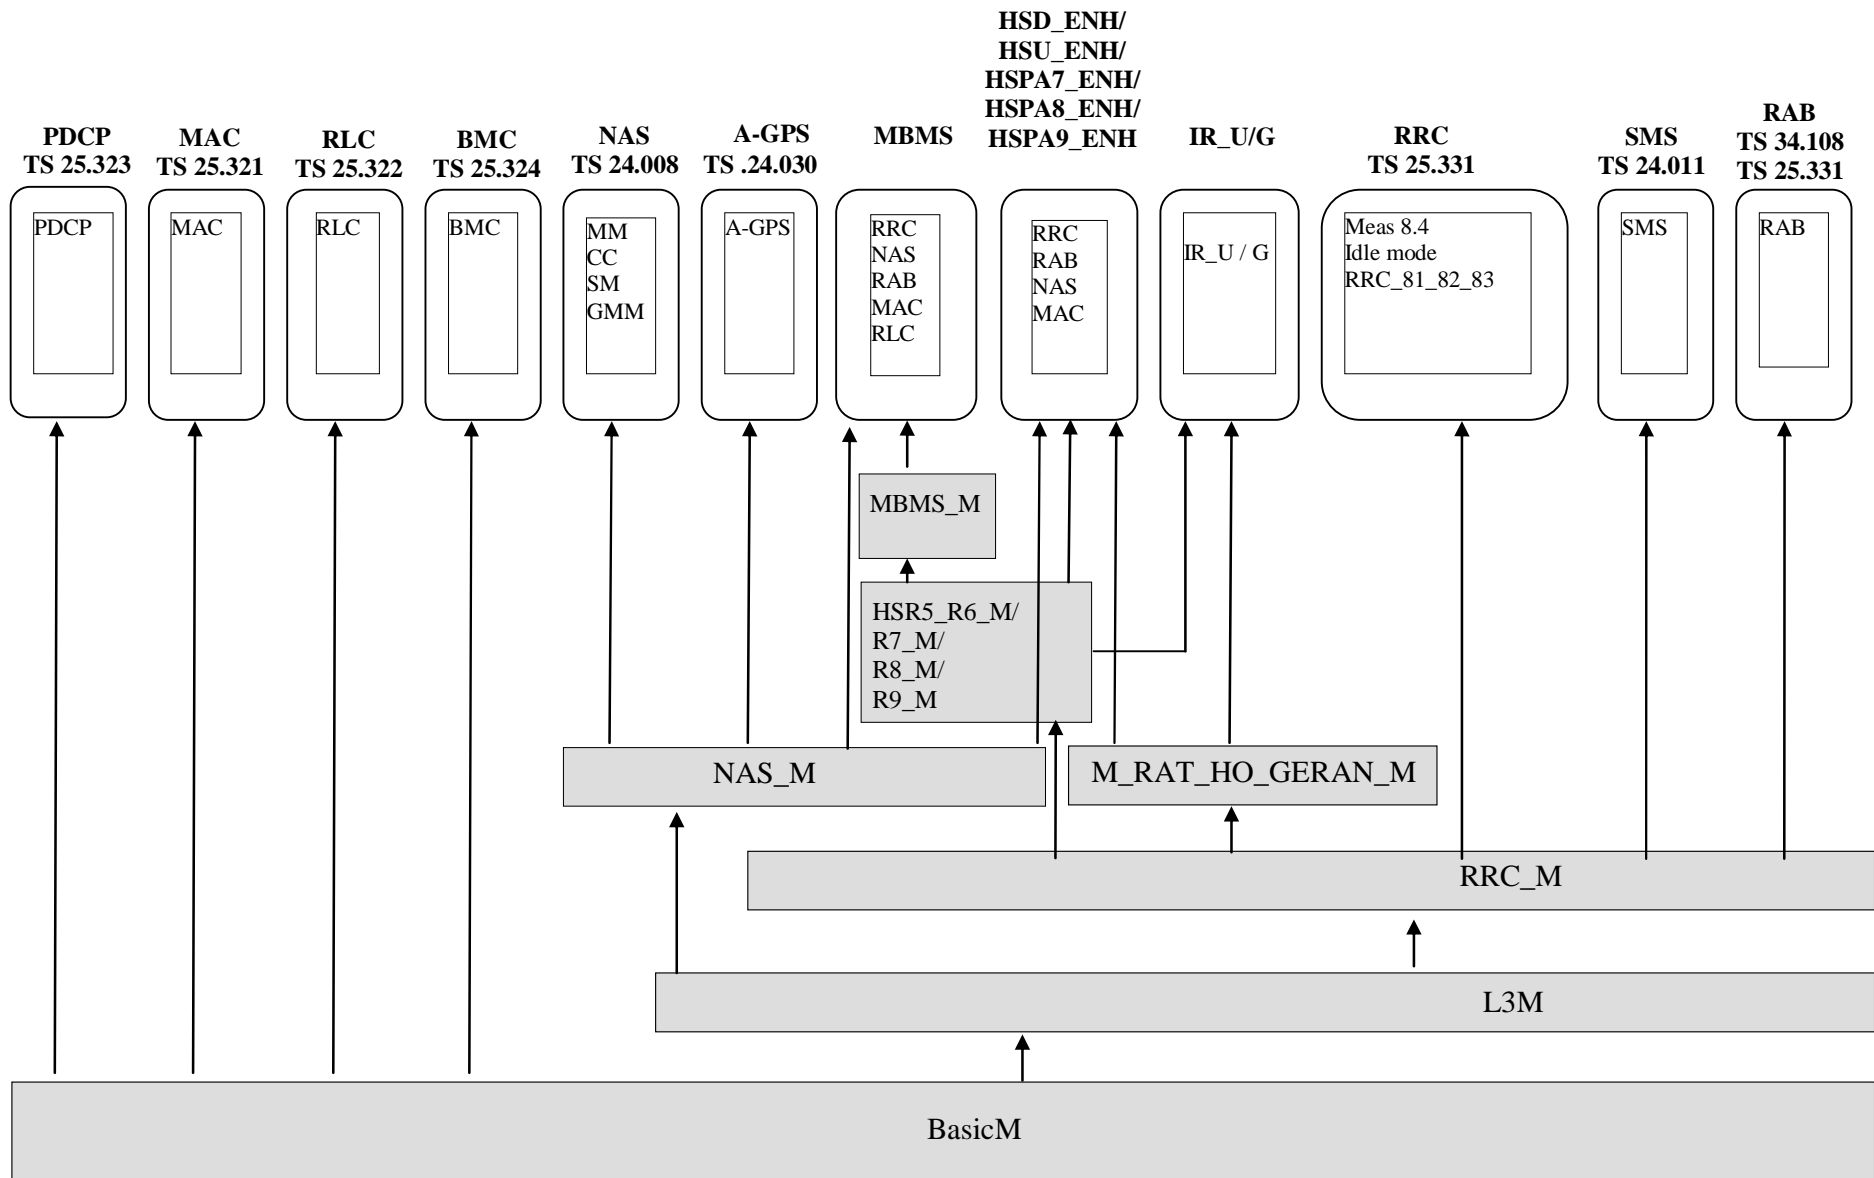 HSD_ENH/
HSU_ENH/
HSPA7_ENH/
HSPA8_ENH/
HSPA9_ENH
PDCP
TS 25.323
MAC
TS 25.321
RLC
TS 25.322
BMC
TS 25.324
NAS
TS 24.008
A-GPS
TS .24.030
MBMS
IR_U/G
RRC
TS 25.331
SMS
TS 24.011
RAB
TS 34.108
TS 25.331
PDCP
MAC
RLC
BMC
MM
CC
SM
GMM
A-GPS
RRC
NAS
RAB
MAC
RLC
RRC
RAB
NAS
MAC
IR_U / G
Meas 8.4
Idle mode
RRC_81_82_83
SMS
RAB
MBMS_M
HSR5_R6_M/
R7_M/
R8_M/
R9_M
NAS_M
M_RAT_HO_GERAN_M
RRC_M
L3M
BasicM